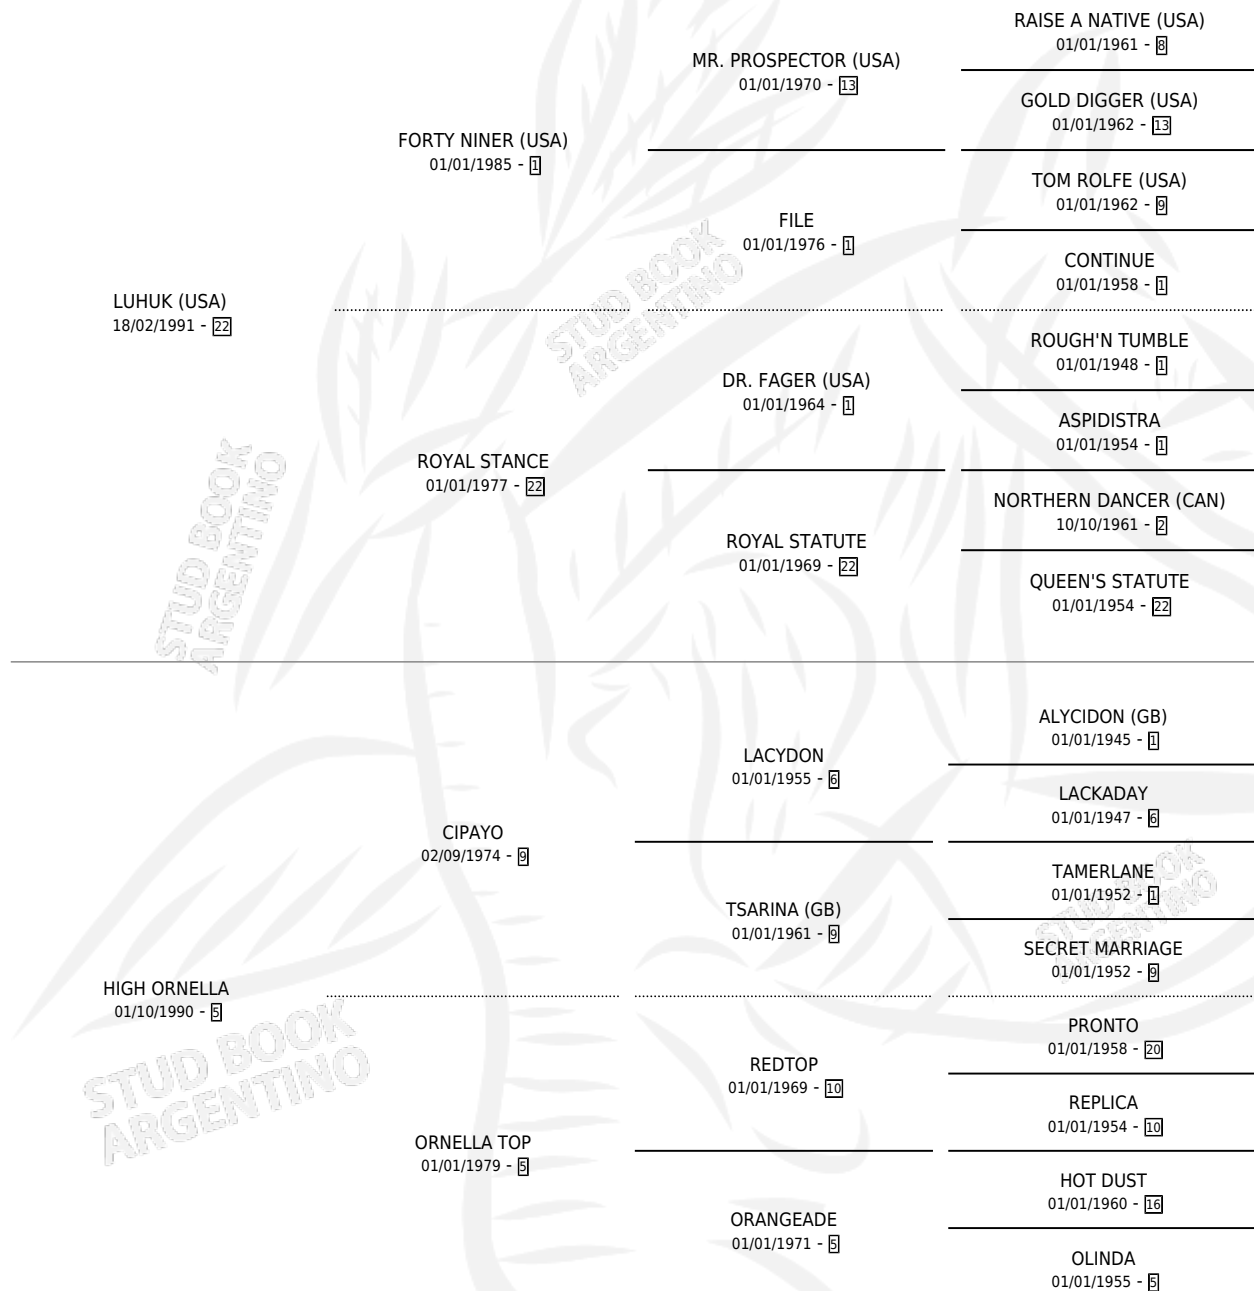 RAISE A NATIVE (USA)
01/01/1961 - 8
MR. PROSPECTOR (USA)
01/01/1970 - 13
GOLD DIGGER (USA)
01/01/1962 - 13
FORTY NINER (USA)
01/01/1985 - 1
TOM ROLFE (USA)
01/01/1962 - 9
FILE
01/01/1976 - 1
CONTINUE
01/01/1958 - 1
LUHUK (USA)
18/02/1991 - 22
ROUGH'N TUMBLE
01/01/1948 - 1
DR. FAGER (USA)
01/01/1964 - 1
ASPIDISTRA
01/01/1954 - 1
ROYAL STANCE
01/01/1977 - 22
NORTHERN DANCER (CAN)
10/10/1961 - 2
ROYAL STATUTE
01/01/1969 - 22
QUEEN'S STATUTE
01/01/1954 - 22
ALYCIDON (GB)
01/01/1945 - 1
LACYDON
01/01/1955 - 6
LACKADAY
01/01/1947 - 6
CIPAYO
02/09/1974 - 9
TAMERLANE
01/01/1952 - 1
TSARINA (GB)
01/01/1961 - 9
SECRET MARRIAGE
01/01/1952 - 9
HIGH ORNELLA
01/10/1990 - 5
PRONTO
01/01/1958 - 20
REDTOP
01/01/1969 - 10
REPLICA
01/01/1954 - 10
ORNELLA TOP
01/01/1979 - 5
HOT DUST
01/01/1960 - 16
ORANGEADE
01/01/1971 - 5
OLINDA
01/01/1955 - 5
STUD BOOK
ARGENTINO
STUD BOOK
ARGENTINO
STUD BOOK
ARGENTINO
STUD BOOK
ARGENTINO